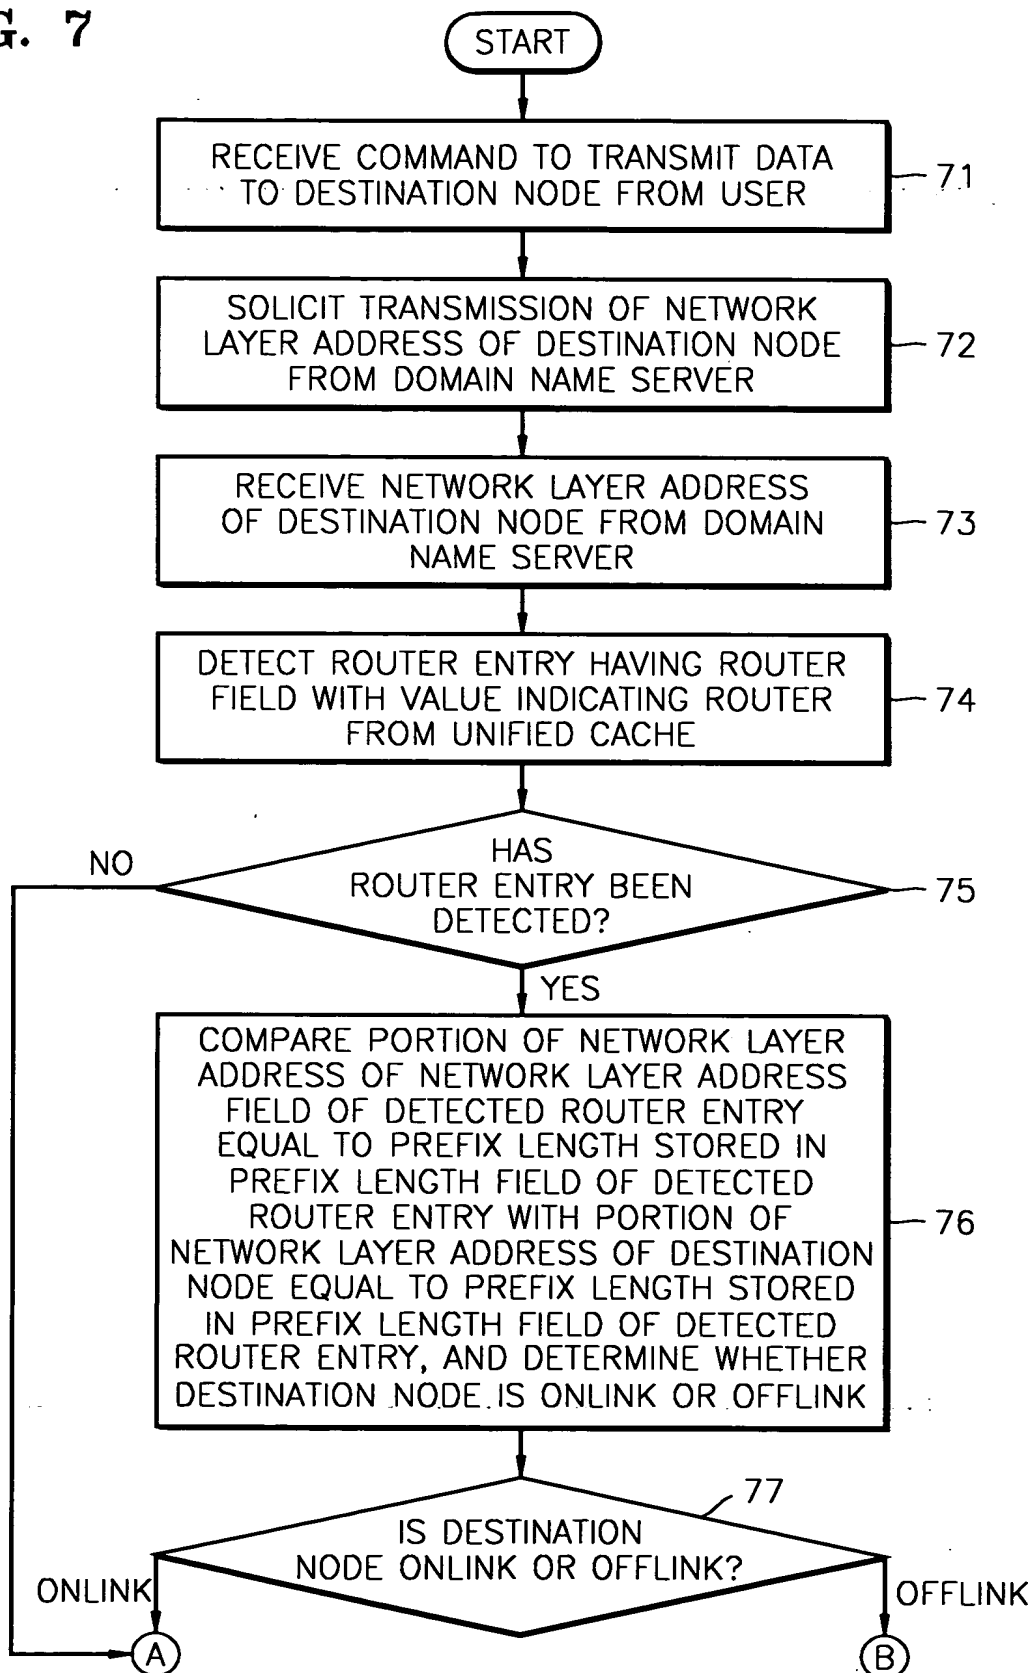 G. 7
START
RECEIVE COMMAND TO TRANSMIT DATA
TO DESTINATION NODE FROM USER
71
SOLICIT TRANSMISSION OF NETWORK
LAYER ADDRESS OF DESTINATION NODE
FROM DOMAIN NAME SERVER
72
RECEIVE NETWORK LAYER ADDRESS
OF DESTINATION NODE FROM DOMAIN
NAME SERVER
73
DETECT ROUTER ENTRY HAVING ROUTER
FIELD WITH VALUE INDICATING ROUTER
FROM UNIFIED CACHE
74
NO
HAS
ROUTER ENTRY BEEN
DETECTED?
75
YES
COMPARE PORTION OF NETWORK LAYER
ADDRESS OF NETWORK LAYER ADDRESS
FIELD OF DETECTED ROUTER ENTRY
EQUAL TO PREFIX LENGTH STORED IN
PREFIX LENGTH FIELD OF DETECTED
ROUTER ENTRY WITH PORTION OF
NETWORK LAYER ADDRESS OF DESTINATION
NODE EQUAL TO PREFIX LENGTH STORED
IN PREFIX LENGTH FIELD OF DETECTED
ROUTER ENTRY, AND DETERMINE WHETHER
DESTINATION NODE IS ONLINK OR OFFLINK
76
77
IS DESTINATION
NODE ONLINK OR OFFLINK?
ONLINK
OFFLINK
A
B